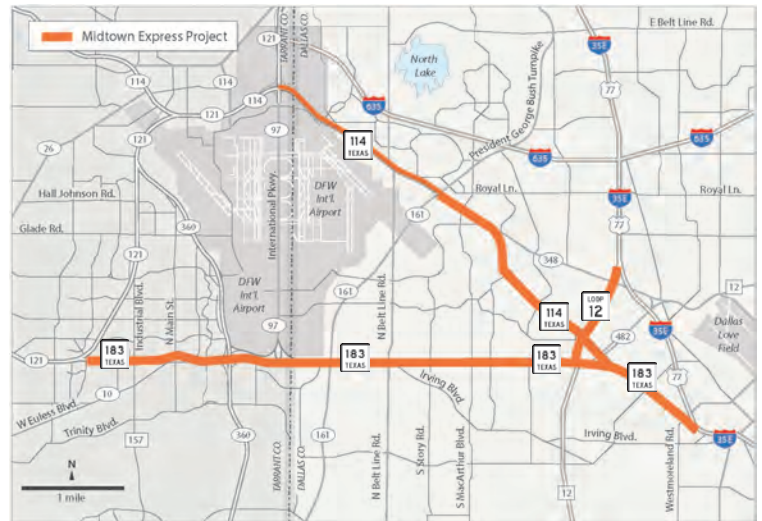 Midtown Express Project
TARRANT CO.
DALLAS CO.
121
E Belt Line Rd.
35E
77
North
Lake
114
114
114
114
121
635
President George Bush Turnpike
97
114
TEXAS
635
635
26
121
Hall Johnson Rd.
International Pkwy.
DFW
Int'l.
Airport
Royal Ln.
Royal Ln.
35E
161
77
Glade Rd.
360
121
348
12
DFW
Int'l.
Airport
161
N Belt Line Rd.
LOOP
12
114
TEXAS
Industrial Blvd.
N Main St.
97
482
35E
Dallas
Love
Field
121
183
TEXAS
183
TEXAS
183
TEXAS
183
TEXAS
77
10
W Euless Blvd.
Trinity Blvd.
157
360
161
TARRANT CO.
DALLAS CO.
N Belt Line Rd.
Irving Blvd.
S Story Rd.
S MacArthur Blvd.
12
Irving Blvd.
Westmoreland Rd.
35E
N
1 mile